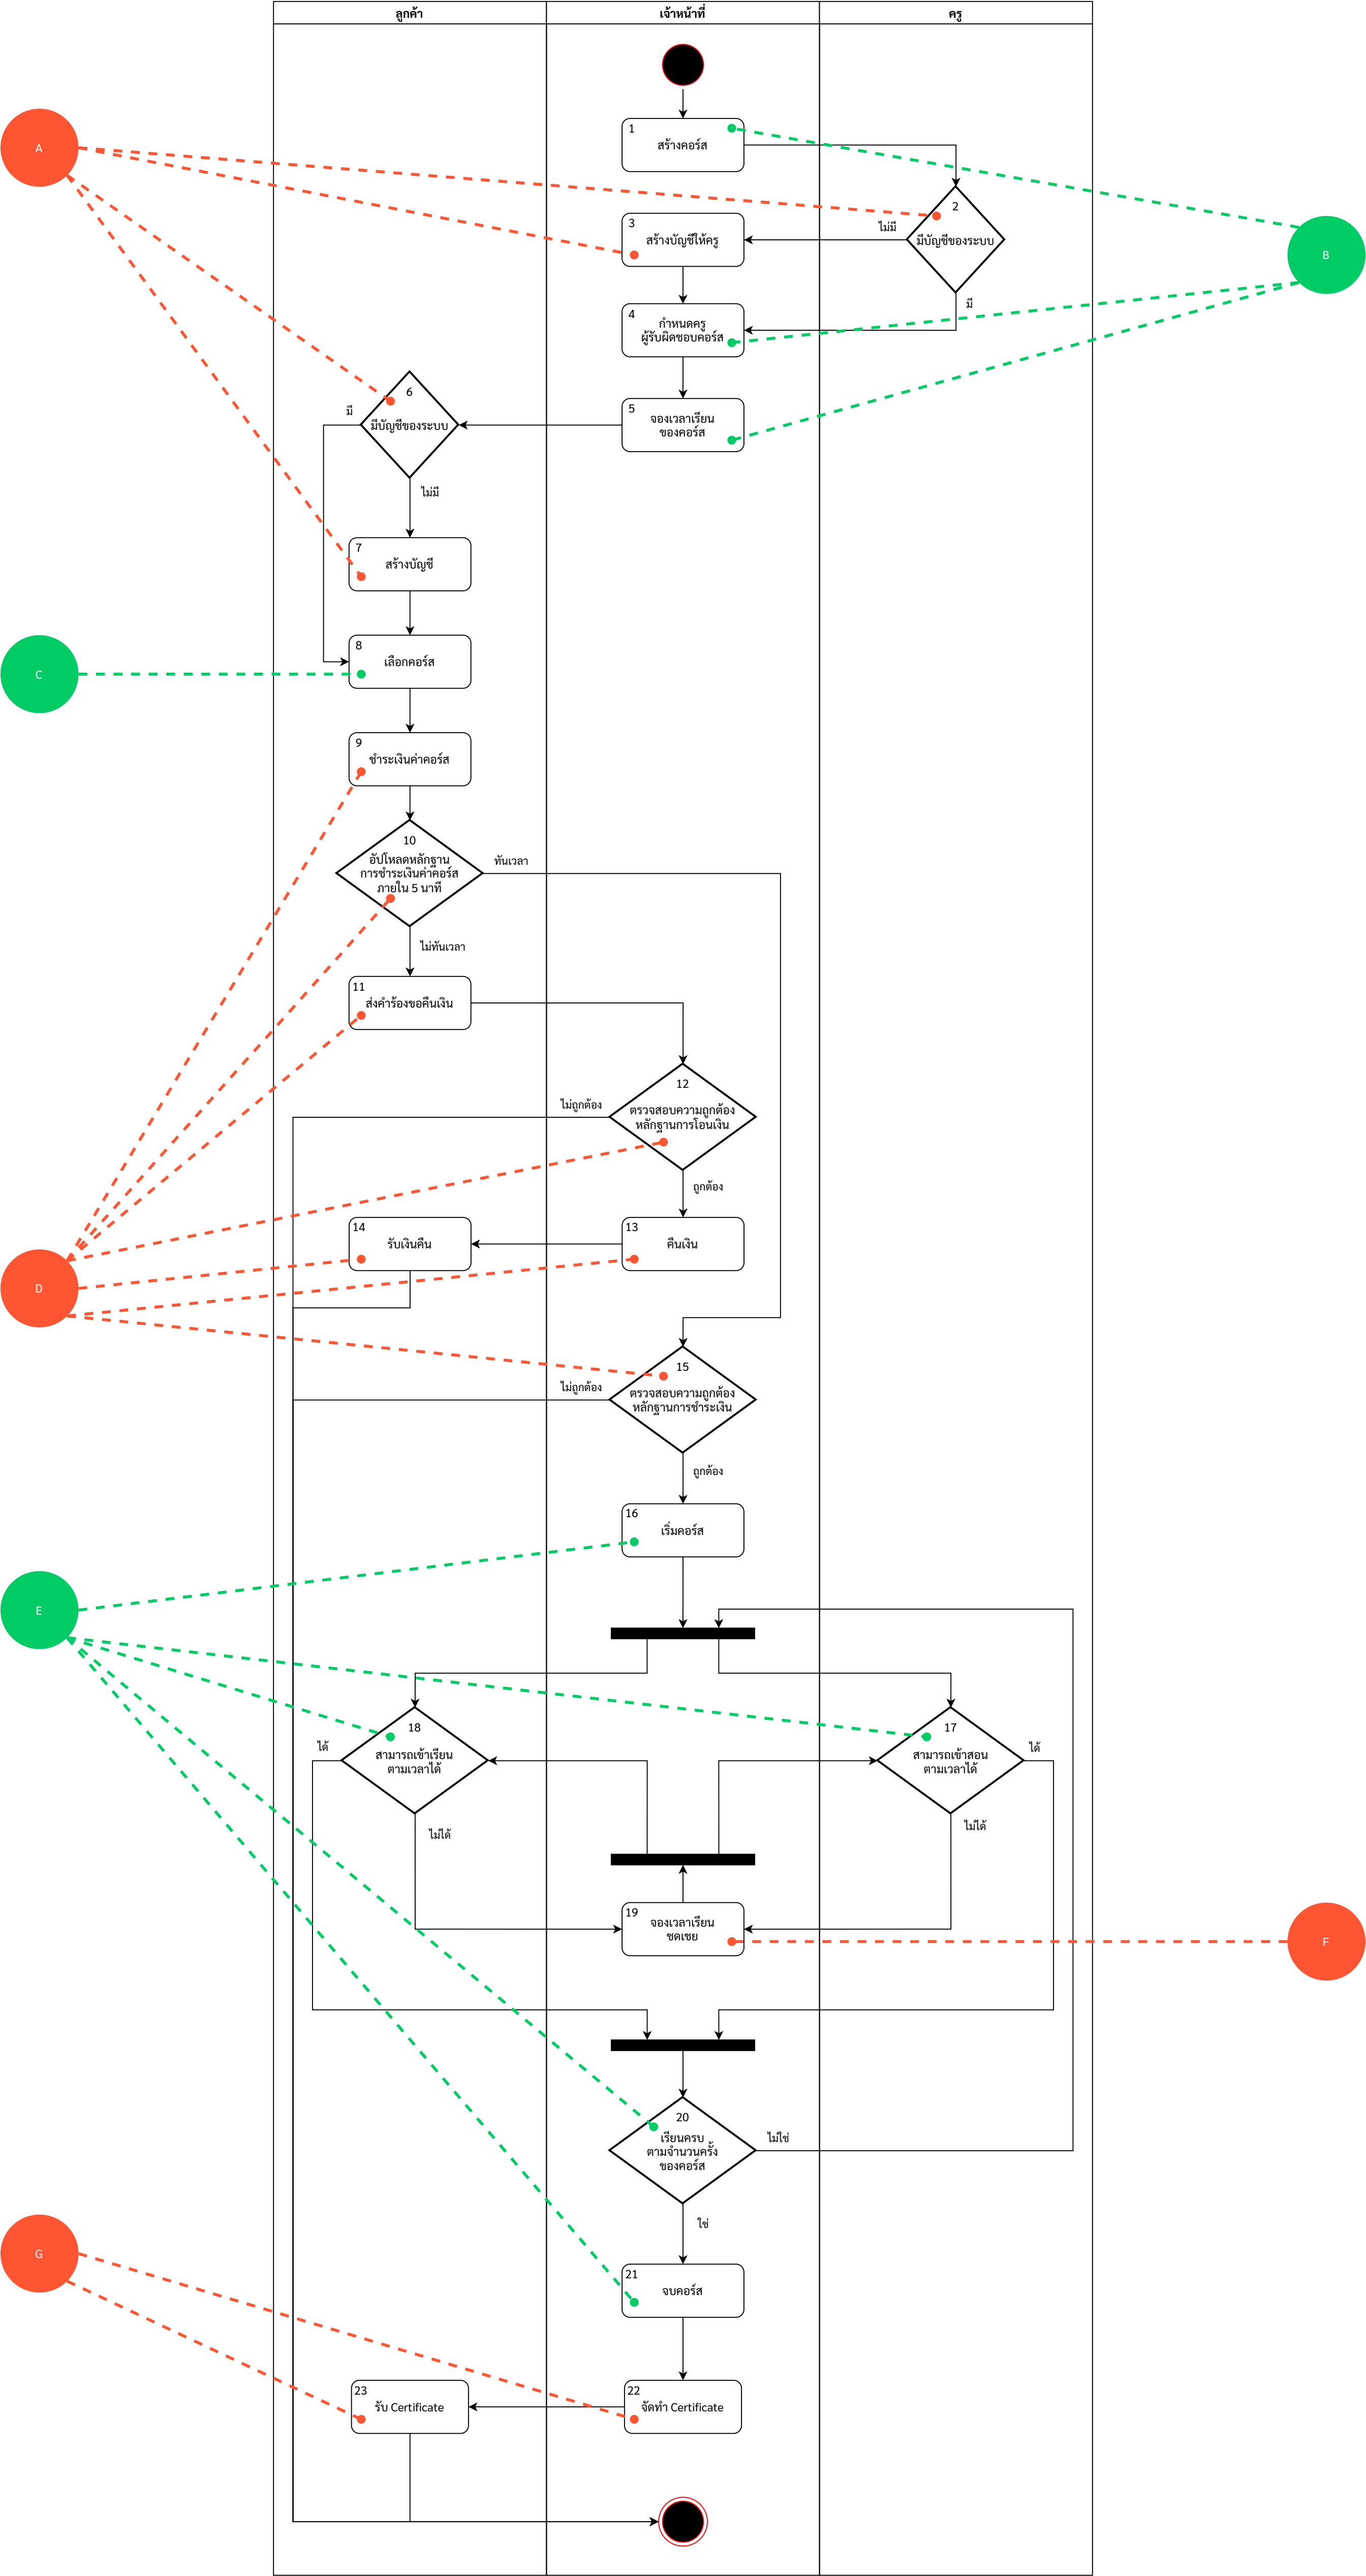 ลูกค้า
เจ้าหน้าที่
ครู
1
สร้างคอร์ส
A
2
มีบัญชีของระบบ
3
สร้างบัญชีให้ครู
ไม่มี
B
มี
4
กำหนดครู
ผู้รับผิดชอบคอร์ส
5
จองเวลาเรียน
ของคอร์ส
6
มีบัญชีของระบบ
มี
ไม่มี
7
สร้างบัญชี
8
เลือกคอร์ส
C
9
ชำระเงินค่าคอร์ส
10
อัปโหลดหลักฐาน
การชำระเงินค่าคอร์ส
ภายใน 5 นาที
ทันเวลา
ไม่ทันเวลา
11
ส่งคำร้องขอคืนเงิน
12
ตรวจสอบความถูกต้อง
หลักฐานการโอนเงิน
ไม่ถูกต้อง
ถูกต้อง
14
รับเงินคืน
13
คืนเงิน
D
15
ตรวจสอบความถูกต้อง
หลักฐานการชำระเงิน
ไม่ถูกต้อง
ถูกต้อง
16
เริ่มคอร์ส
E
18
สามารถเข้าเรียน
ตามเวลาได้
ได้
ไม่ได้
17
สามารถเข้าสอน
ตามเวลาได้
ได้
ไม่ได้
19
จองเวลาเรียน
ชดเชย
F
20
เรียนครบ
ตามจำนวนครั้ง
ของคอร์ส
ไม่ใช่
ใช่
G
21
จบคอร์ส
23
รับ Certificate
22
จัดทำ Certificate